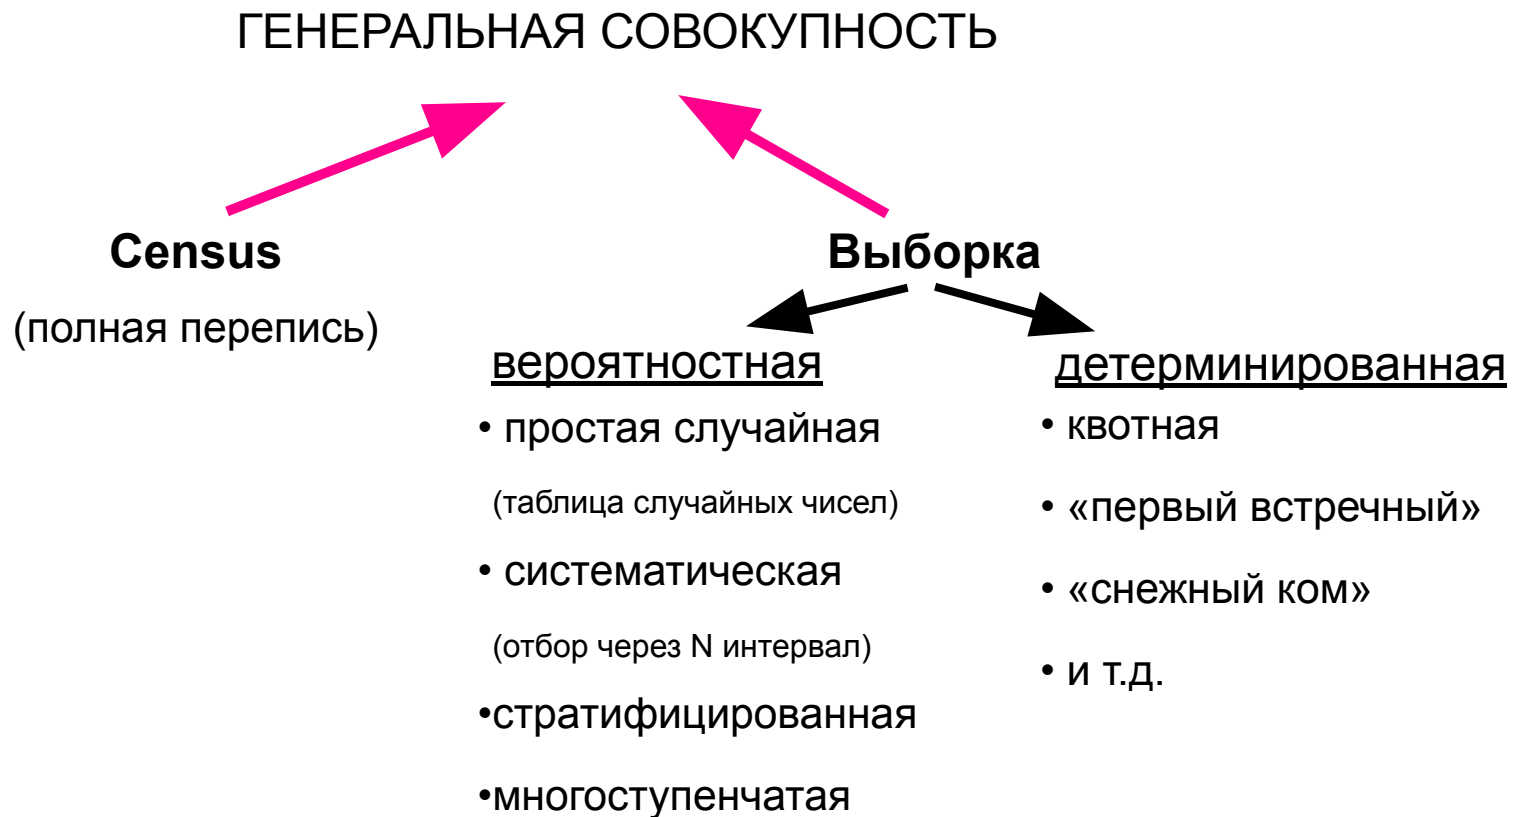 ГЕНЕРАЛЬНАЯ СОВОКУПНОСТЬ
Census
(полная перепись)
Выборка
вероятностная
• простая случайная
(таблица случайных чисел)
• систематическая
(отбор через N интервал)
•стратифицированная
•многоступенчатая
детерминированная
• квотная
• «первый встречный»
• «снежный ком»
• и т.д.